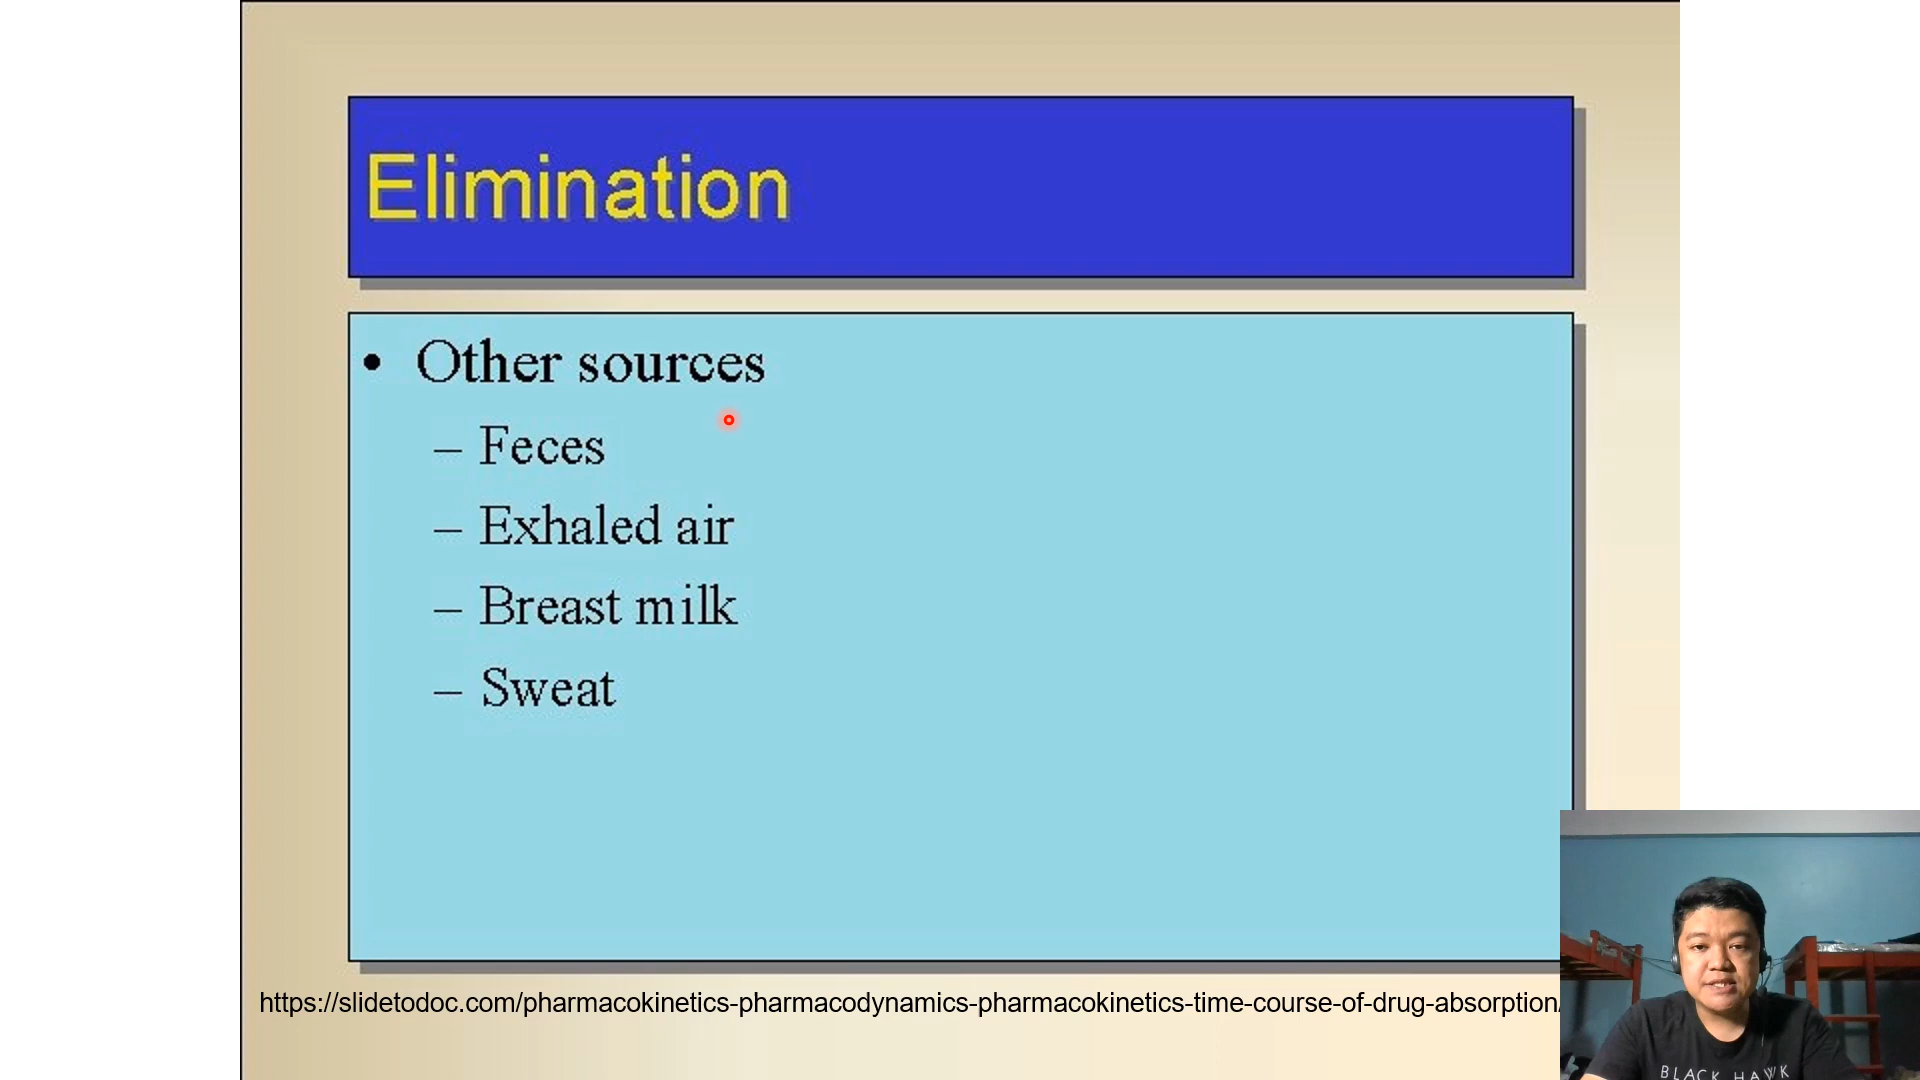 Elimination
• Other sources
– Feces
– Exhaled air
– Breast milk
– Sweat
https://slidetodoc.com/pharmacokinetics-pharmacodynamics-pharmacokinetics-time-course-of-drug-absorption/
BLACK HAWK